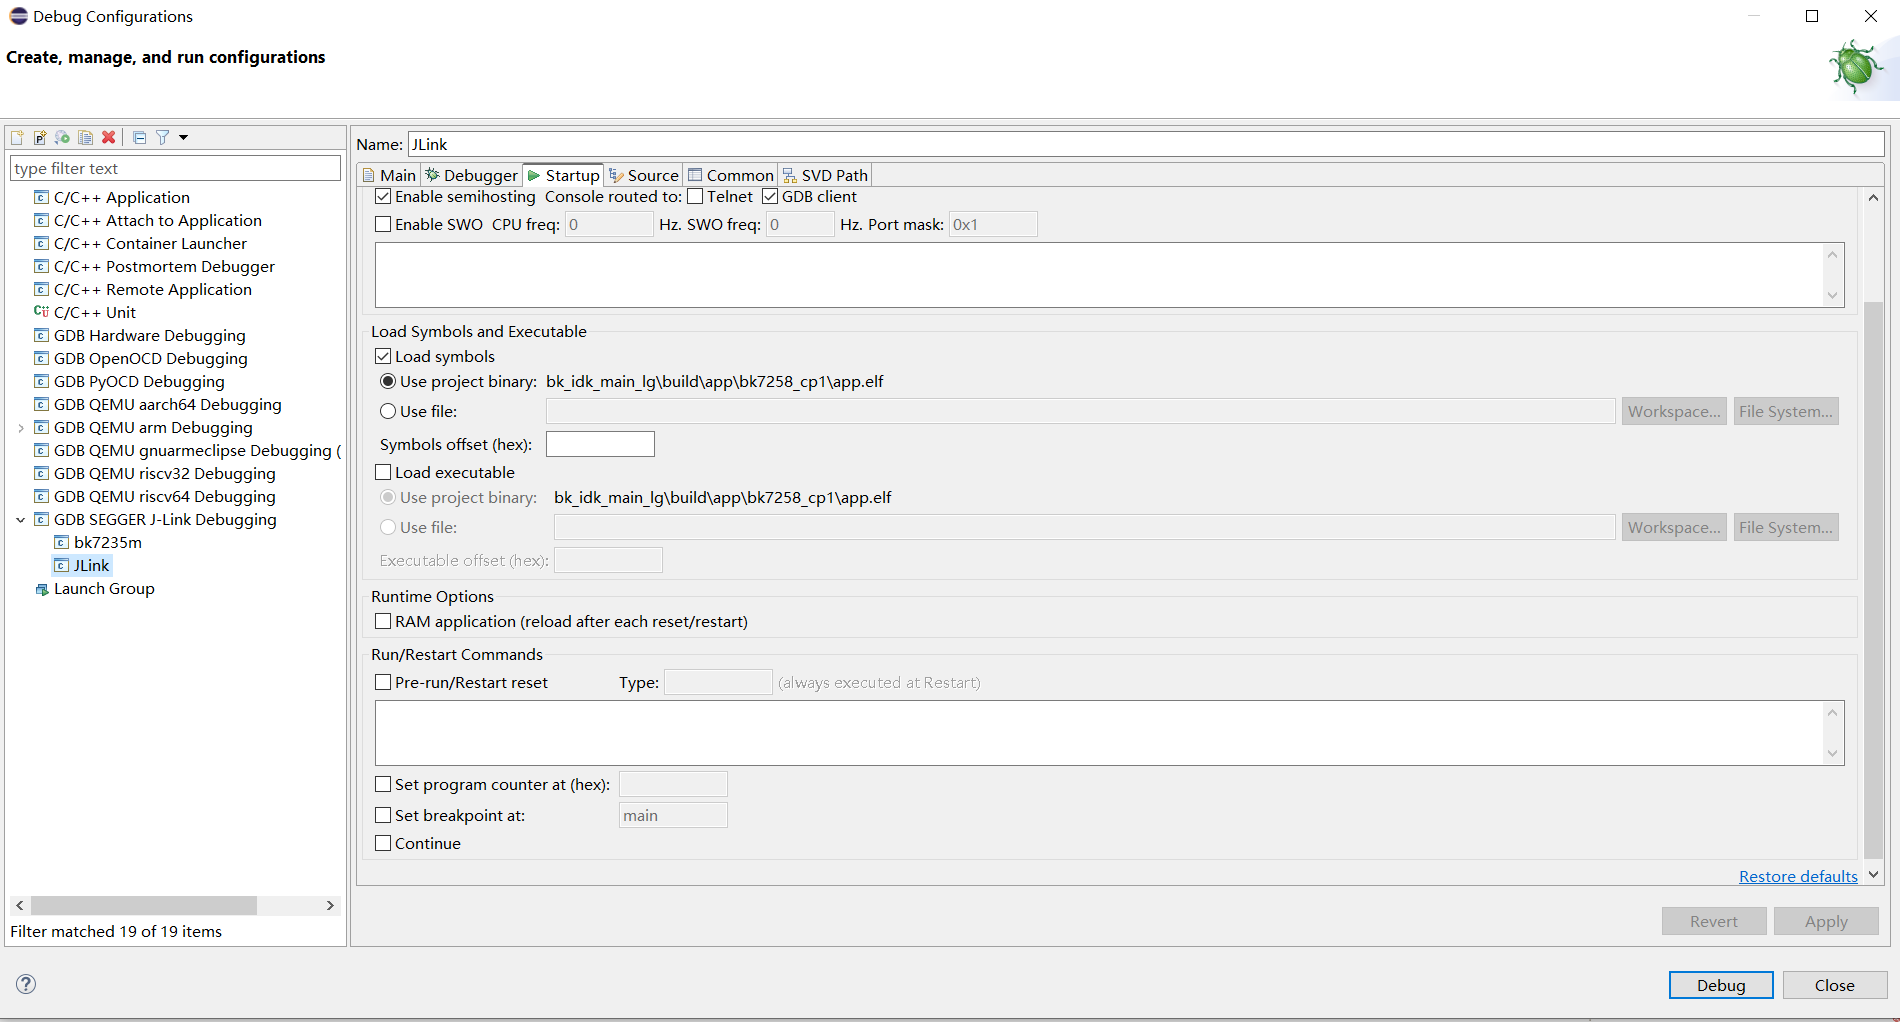 Debug Configurations
Create, manage, and run configurations
type filter text
C/C++ Application
C/C++ Attach to Application
C/C++ Container Launcher
C/C++ Postmortem Debugger
C/C++ Remote Application
C/C++ Unit
GDB Hardware Debugging
GDB OpenOCD Debugging
GDB PyOCD Debugging
GDB QEMU aarch64 Debugging
GDB QEMU arm Debugging
GDB QEMU gnuarmeclipse Debugging (
GDB QEMU riscv32 Debugging
GDB QEMU riscv64 Debugging
GDB SEGGER J-Link Debugging
bk7235m
JLink
Launch Group
Filter matched 19 of 19 items
Name: JLink
Main Debugger Startup Source Common SVD Path
Enable semihosting Console routed to: Telnet GDB client
Enable SWO CPU freq: 0 Hz. SWO freq: 0 Hz. Port mask: 0x1
Load Symbols and Executable
Load symbols
Use project binary: bk_idk_main_lg\build\app\bk7258_cp1\app.elf
Use file: Workspace... File System...
Symbols offset (hex):
Load executable
Use project binary: bk_idk_main_lg\build\app\bk7258_cp1\app.elf
Use file: Workspace... File System...
Executable offset (hex):
Runtime Options
RAM application (reload after each reset/restart)
Run/Restart Commands
Pre-run/Restart reset Type: (always executed at Restart)
Set program counter at (hex):
Set breakpoint at: main
Continue
Restore defaults
Revert Apply
Debug Close